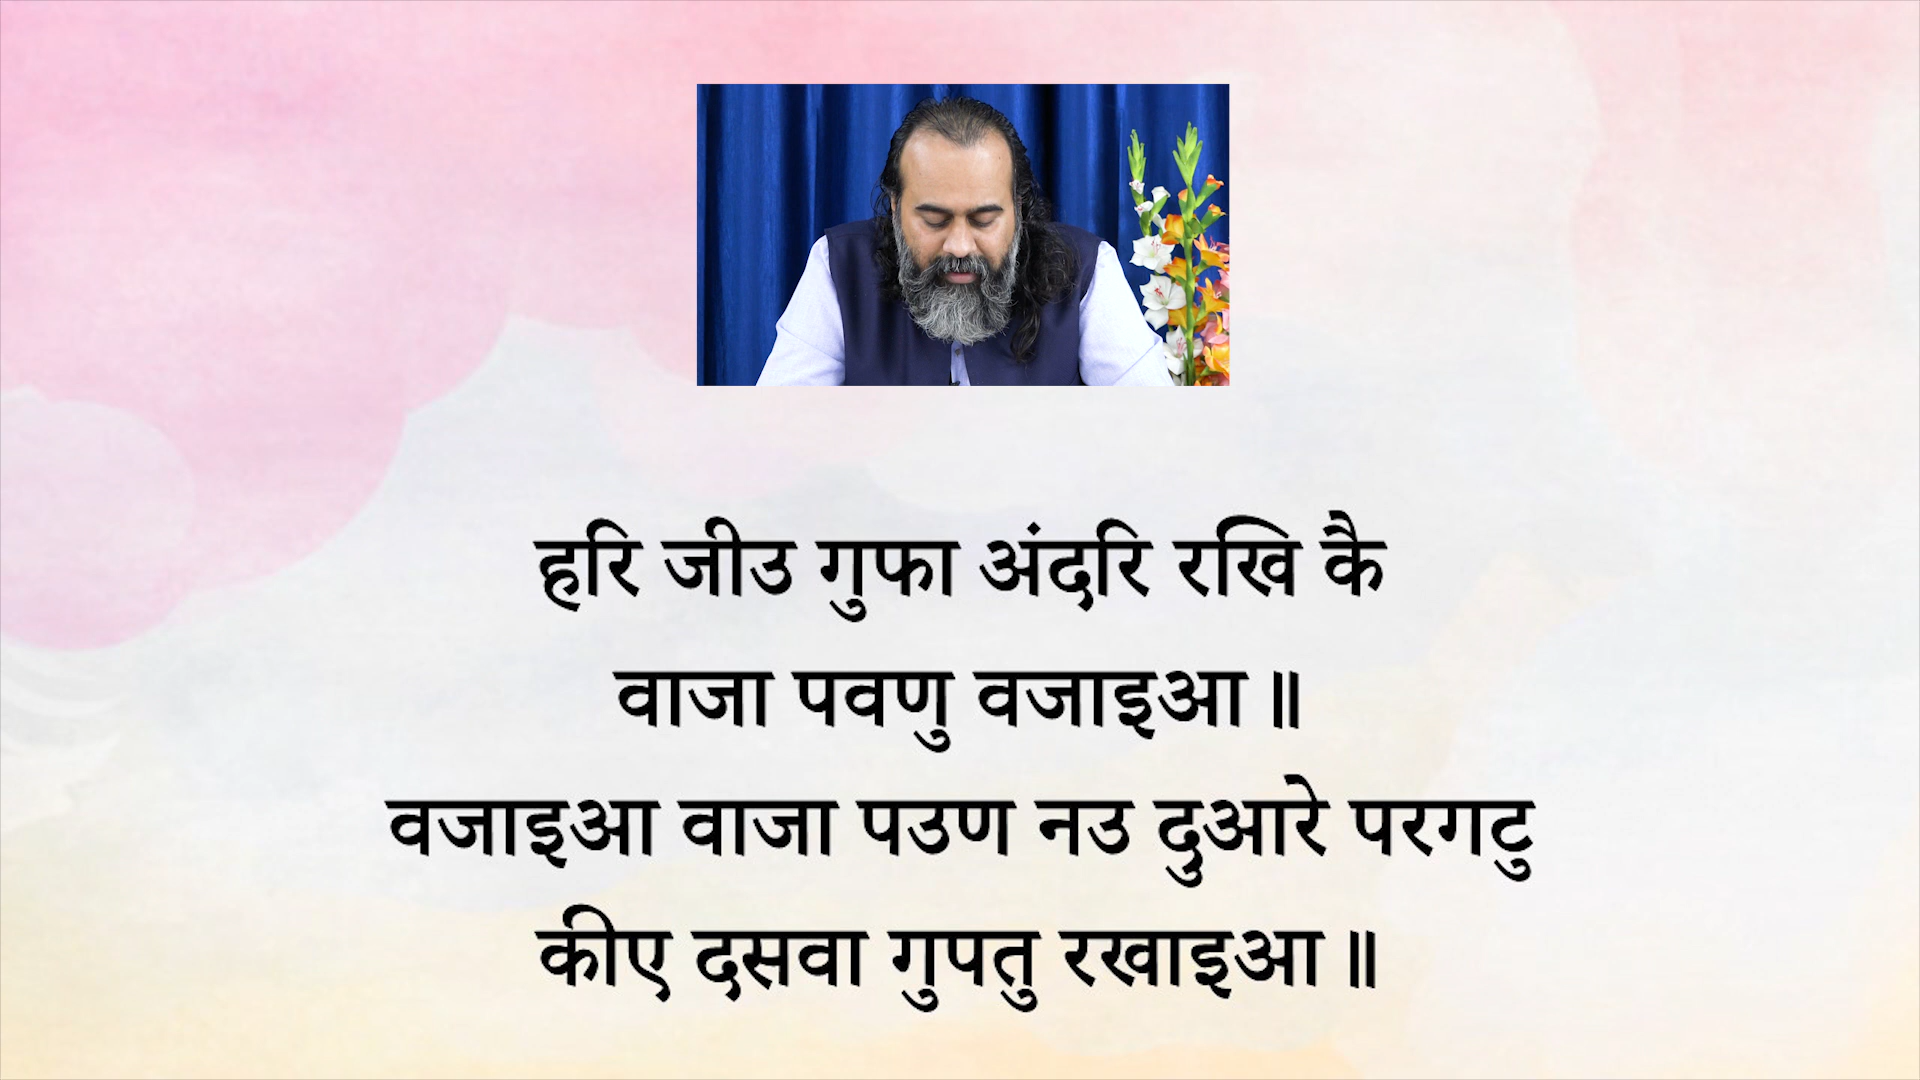 हरि जीउ गुफा अंदरि रखि कै
वाजा पवणु वजाइआ॥
वजाइआ वाजा पउण नउ दुआरे परगटु
कीए दसवा गुपतु रखाइआ॥